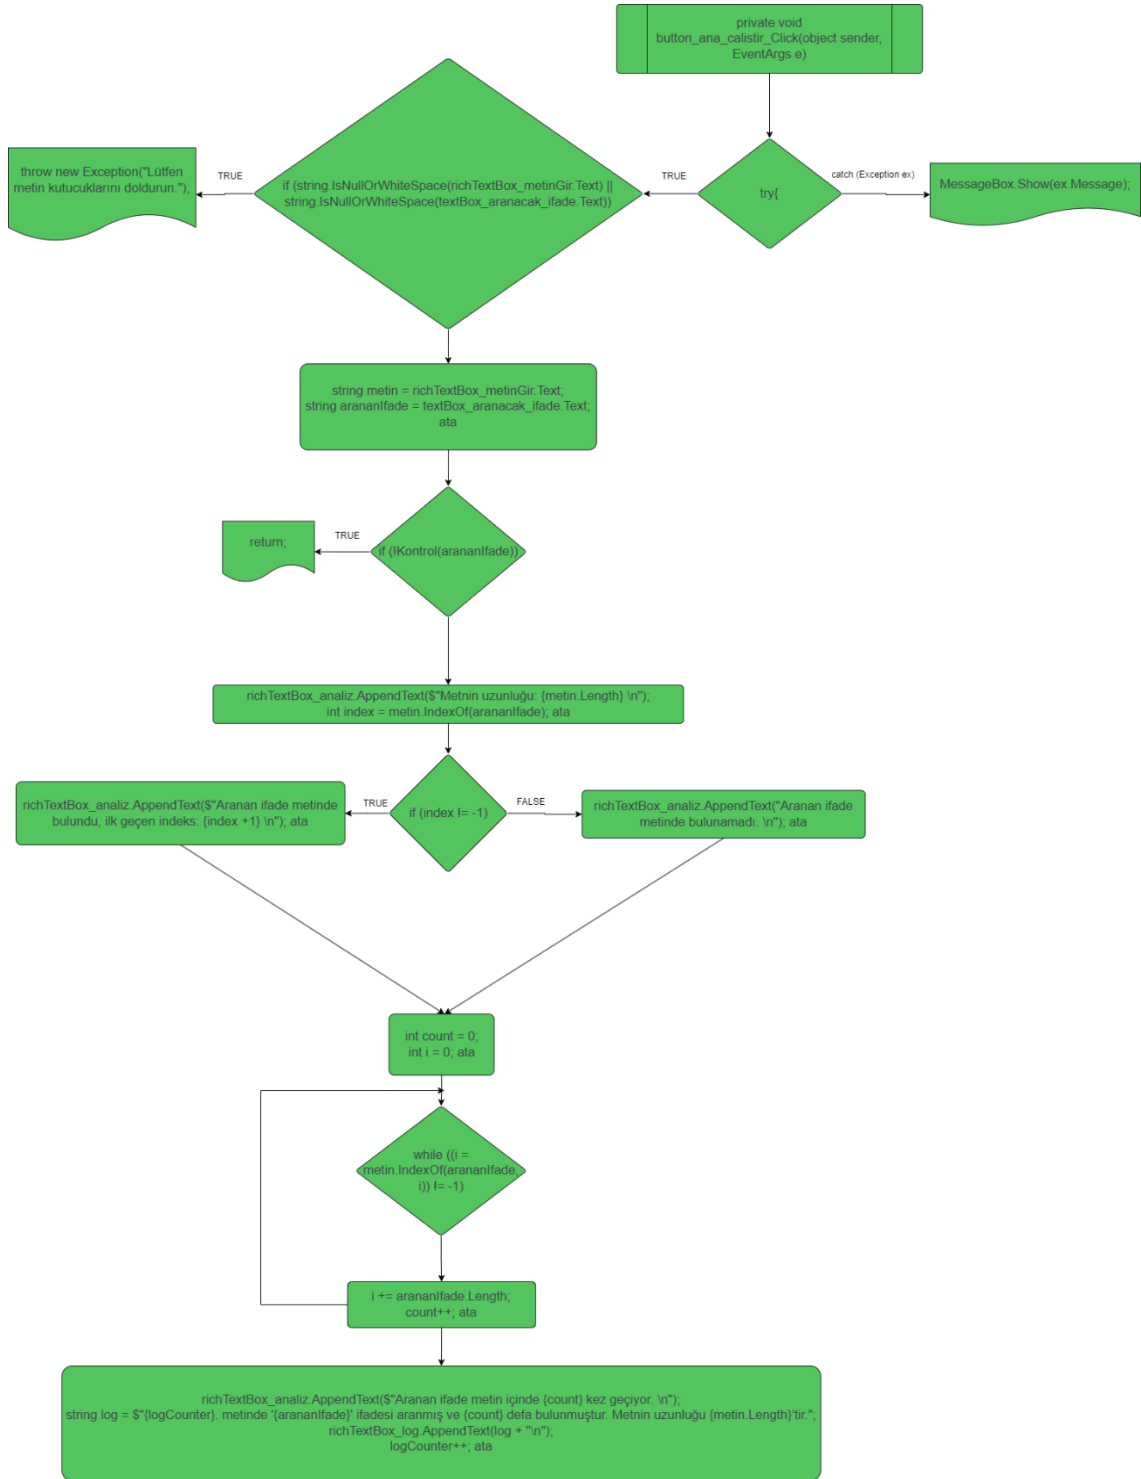 private void
button_ana_calistir_Click(object sender,
EventArgs e)
try{
catch (Exception ex)
MessageBox.Show(ex.Message);
TRUE
if (string.IsNullOrWhiteSpace(richTextBox_metinGir.Text) ||
string.IsNullOrWhiteSpace(textBox_aranacak_ifade.Text))
TRUE
throw new Exception("Lütfen
metin kutucuklarını doldurun.");
string metin = richTextBox_metinGir.Text;
string arananIfade = textBox_aranacak_ifade.Text;
ata
if (!Kontrol(arananIfade))
TRUE
return;
richTextBox_analiz.AppendText($"Metnin uzunluğu: {metin.Length} \n");
int index = metin.IndexOf(arananIfade); ata
if (index != -1)
TRUE
richTextBox_analiz.AppendText($"Aranan ifade metinde
bulundu, ilk geçen indeks: {index +1} \n"); ata
FALSE
richTextBox_analiz.AppendText("Aranan ifade
metinde bulunamadı. \n"); ata
int count = 0;
int i = 0; ata
while ((i =
metin.IndexOf(arananIfade,
i)) != -1)
i += arananIfade.Length;
count++; ata
richTextBox_analiz.AppendText($"Aranan ifade metin içinde {count} kez geçiyor. \n");
string log = $"{logCounter}. metinde '{arananIfade}' ifadesi aranmış ve {count} defa bulunmuştur. Metnin uzunluğu {metin.Length}'tir.";
richTextBox_log.AppendText(log + "\n");
logCounter++; ata